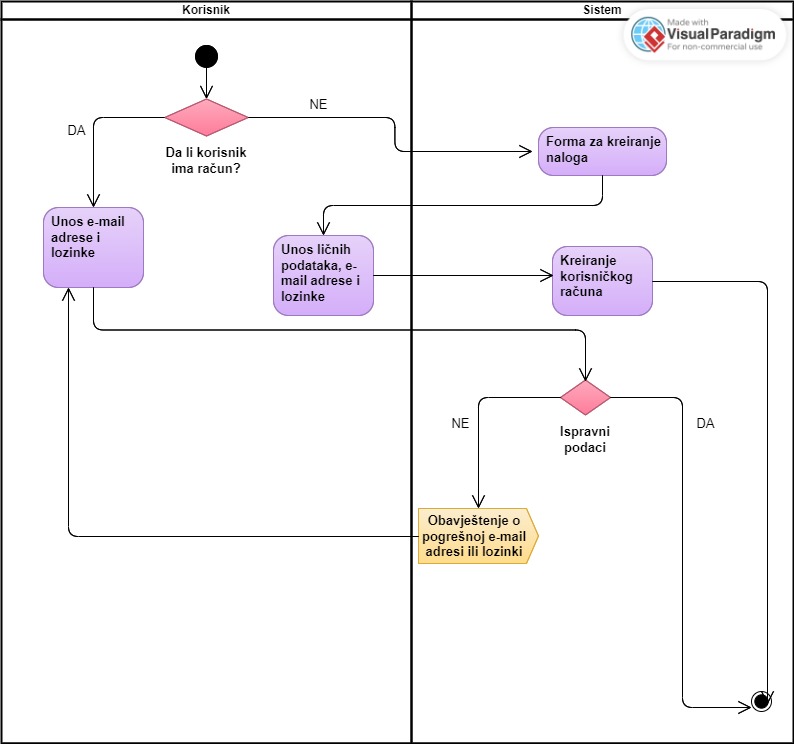 Korisnik
Sistem
Made with
VisualParadigm
For non-commercial use
NE
DA
Da li korisnik
ima račun?
Forma za kreiranje
naloga
Unos e-mail
adrese i
lozinke
Unos ličnih
podataka, e-
mail adrese i
lozinke
Kreiranje
korisničkog
računa
NE
DA
Ispravni
podaci
Obavještenje o
pogrešnoj e-mail
adresi ili lozinki